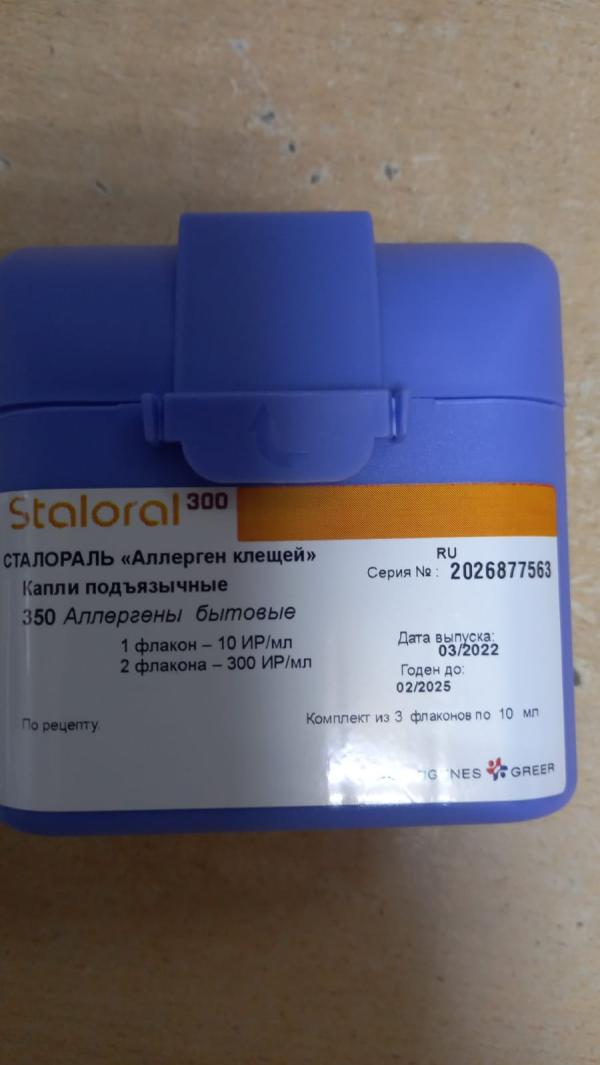 Staloral 300
СТАЛОРАЛЬ «Аллерген клещей»
RU
Серия № : 2026877563
Капли подъязычные
350 Аллергены бытовые
1 флакон – 10 ИР/мл
2 флакона – 300 ИР/мл
Дата выпуска:
03/2022
Годен до:
02/2025
По рецепту.
Комплект из 3 флаконов по 10 мл
GREER